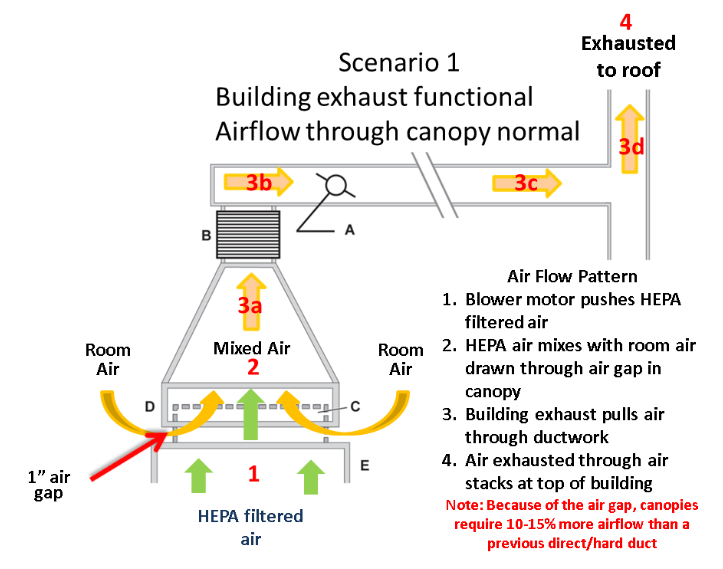 4
Exhausted
to roof
Scenario 1
Building exhaust functional
Airflow through canopy normal
3d
3b
3c
A
B
3a
Room
Air
Mixed Air
2
Room
Air
D
C
1” air
gap
1
E
HEPA filtered
air
Air Flow Pattern
1. Blower motor pushes HEPA
filtered air
2. HEPA air mixes with room air
drawn through air gap in
canopy
3. Building exhaust pulls air
through ductwork
4. Air exhausted through air
stacks at top of building
Note: Because of the air gap, canopies
require 10-15% more airflow than a
previous direct/hard duct